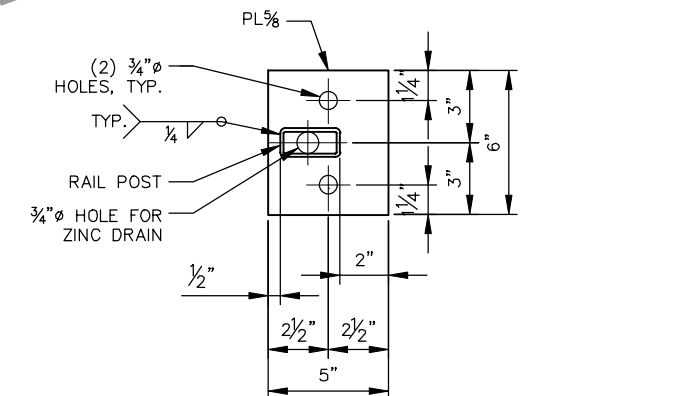 PL⅝
(2) ¾"ø
HOLES, TYP.
1¼"
3"
6"
TYP.
¼
RAIL POST
3"
1¼"
¾"ø HOLE FOR
ZINC DRAIN
2"
½"
2½" 2½"
5"